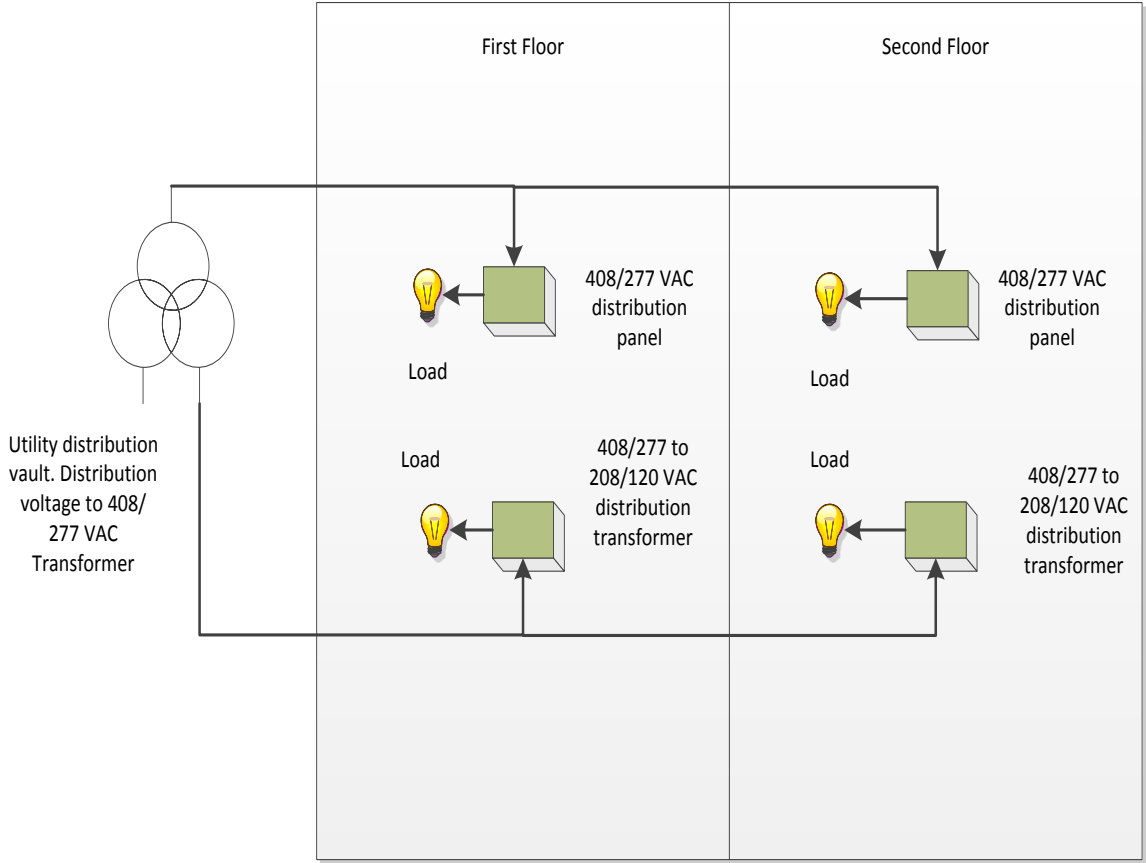 First Floor
Second Floor
408/277 VAC
distribution
panel
Load
408/277 VAC
distribution
panel
Load
Utility distribution
vault. Distribution
voltage to 408/
277 VAC
Transformer
Load
408/277 to
208/120 VAC
distribution
transformer
Load
408/277 to
208/120 VAC
distribution
transformer